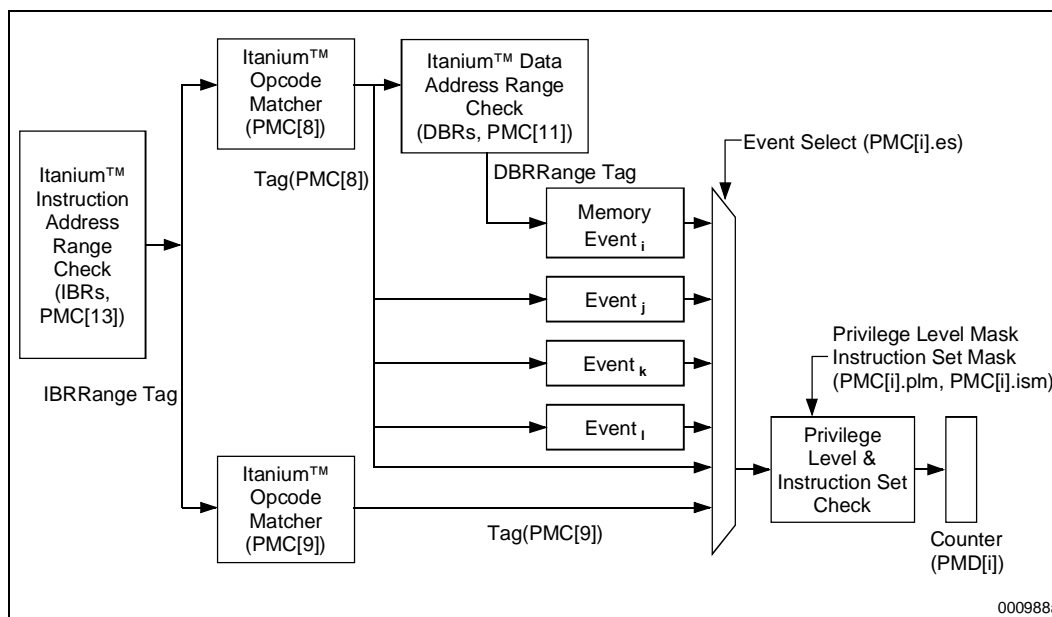 Itanium™
Instruction
Address
Range
Check
(IBRs,
PMC[13])
IBRRange Tag
Itanium™
Opcode
Matcher
(PMC[8])
Tag(PMC[8])
Itanium™ Data
Address Range
Check
(DBRs, PMC[11])
DBRRange Tag
Memory
Event i
Event j
Event k
Event l
Itanium™
Opcode
Matcher
(PMC[9])
Tag(PMC[9])
Event Select (PMC[i].es)
Privilege Level Mask
Instruction Set Mask
(PMC[i].plm, PMC[i].ism)
Privilege
Level &
Instruction Set
Check
Counter
(PMD[i])